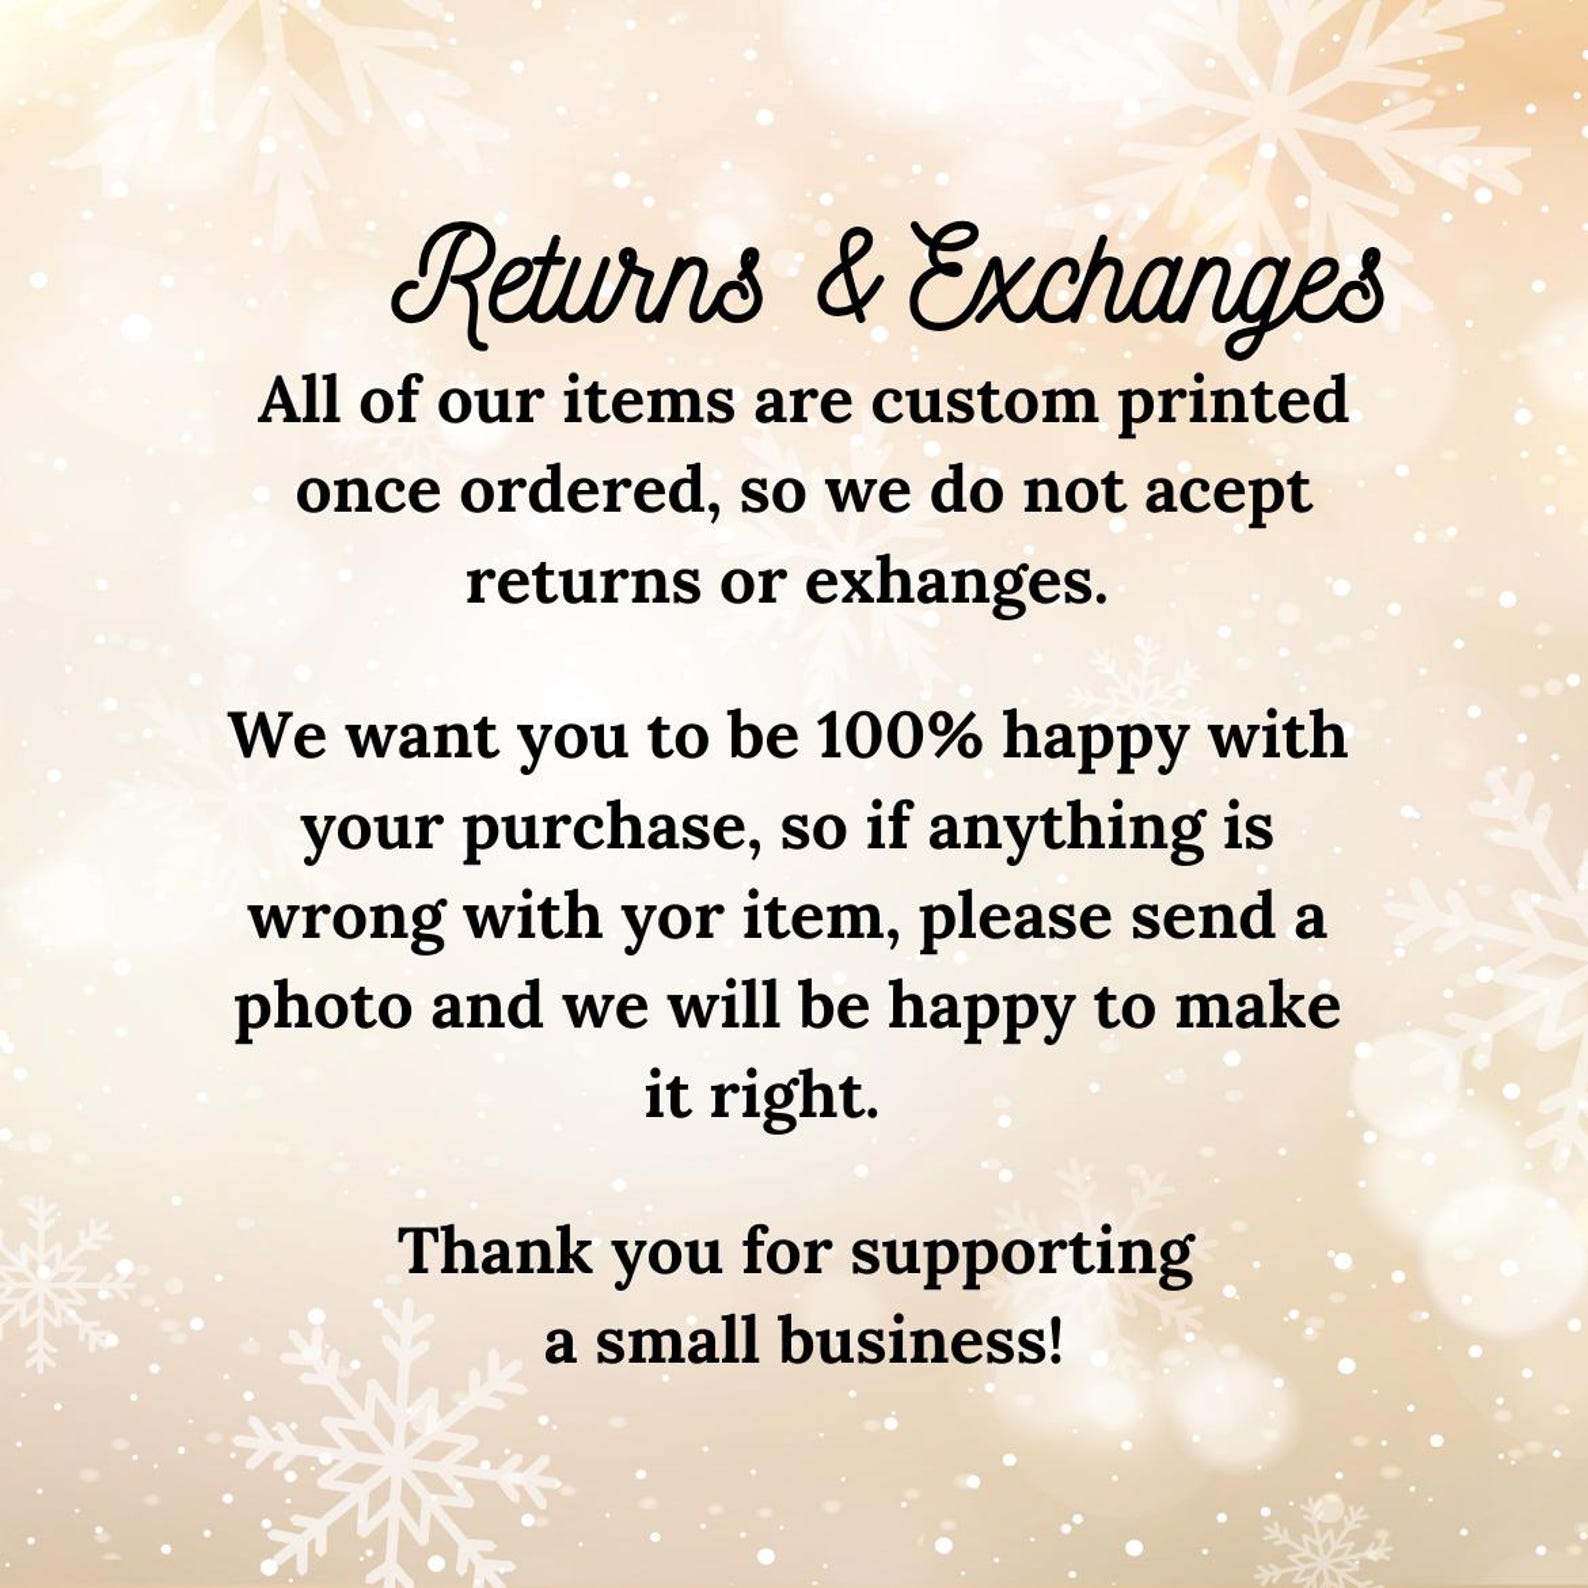 Returns & Exchanges
All of our items are custom printed
once ordered, so we do not acept
returns or exhanges.
We want you to be 100% happy with
your purchase, so if anything is
wrong with yor item, please send a
photo and we will be happy to make
it right.
Thank you for supporting
a small business!